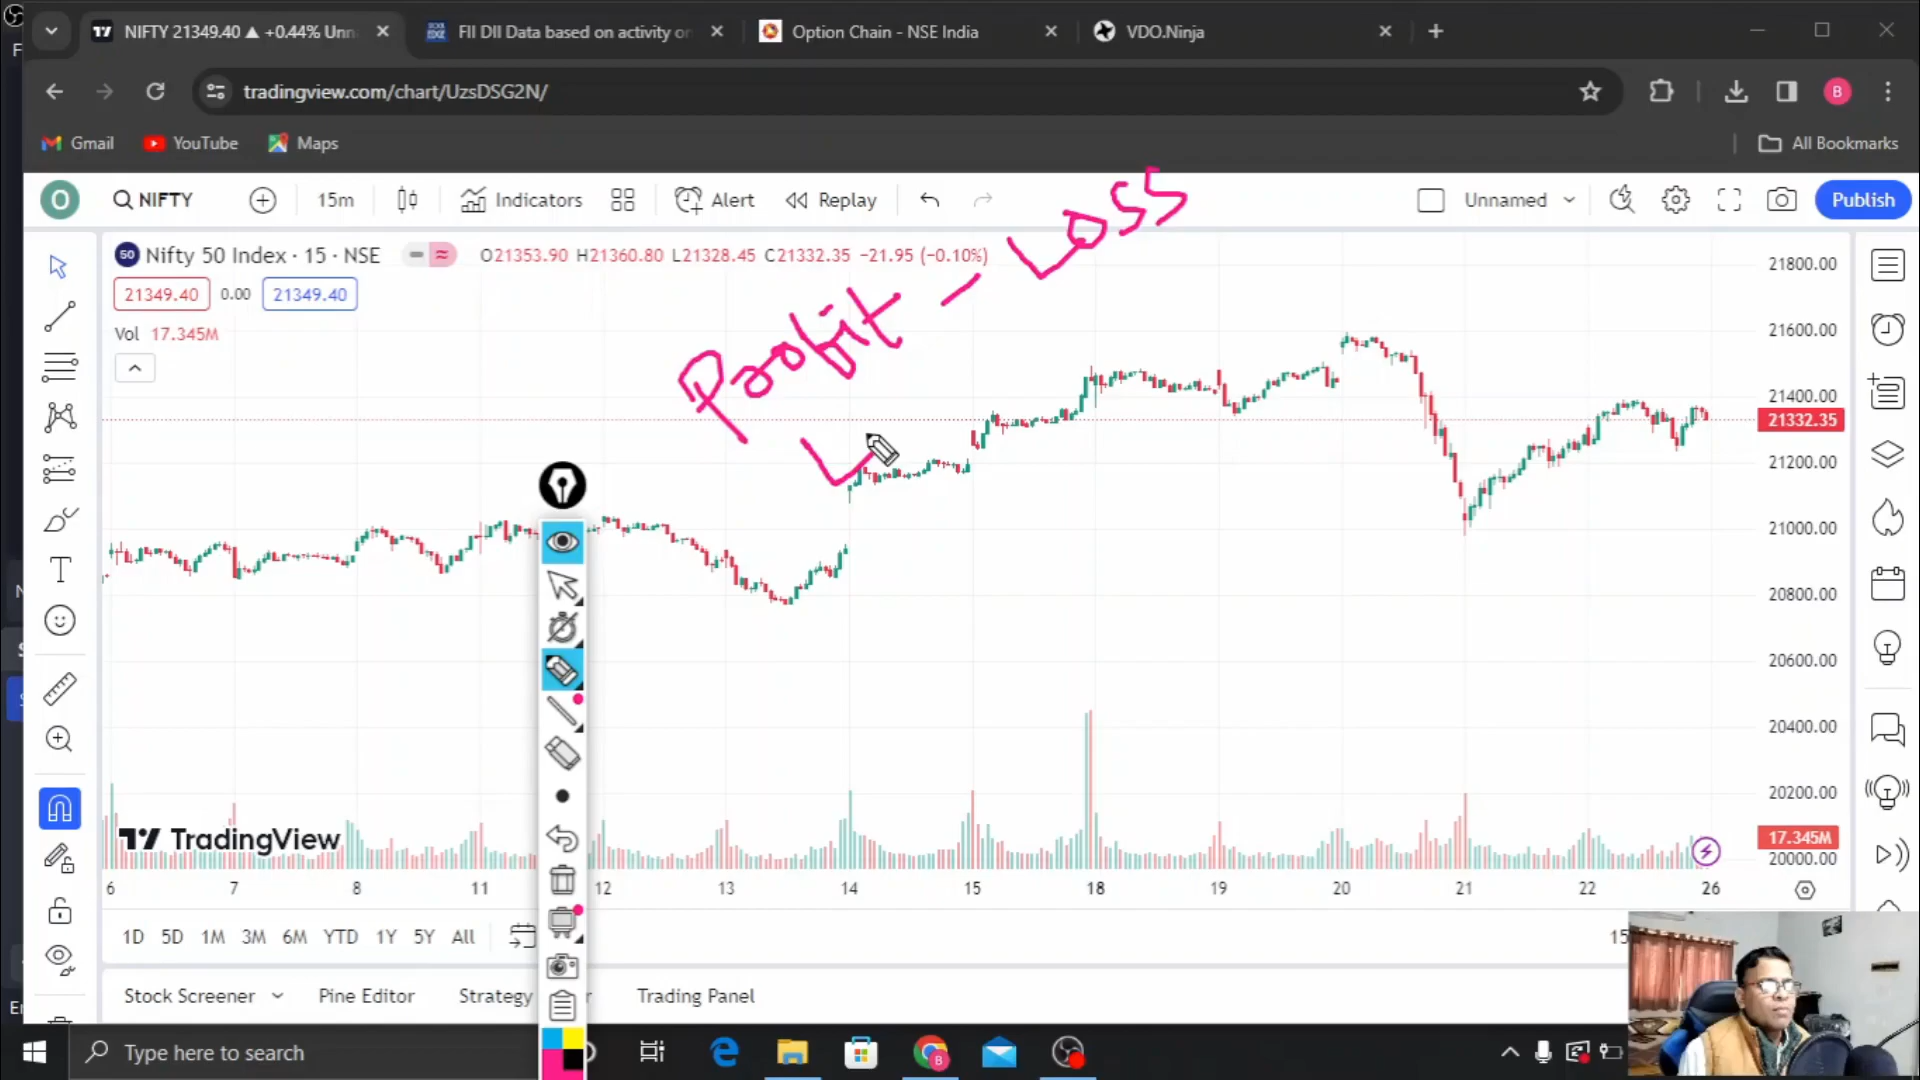 NIFTY 21349.40 ▲ +0.44% Unn
FII DII Data based on activity or
Option Chain - NSE India
VDO.Ninja
tradingview.com/chart/UzsDSG2N/
B
Gmail
YouTube
Maps
All Bookmarks
O
NIFTY
15m
Indicators
Alert
Replay
Unnamed
Publish
50
Nifty 50 Index · 15 · NSE
O21353.90 H21360.80 L21328.45 C21332.35 −21.95 (−0.10%)
21349.40
0.00
21349.40
Vol 17.345M
Profit - Loss
L
21800.00
21600.00
21400.00
21332.35
21200.00
21000.00
20800.00
20600.00
20400.00
20200.00
17.345M
20000.00
TradingView
6 7 8 11 12 13 14 15 18 19 20 21 22 26
1D 5D 1M 3M 6M YTD 1Y 5Y All
15
Stock Screener
Pine Editor
Strategy
r
Trading Panel
Type here to search